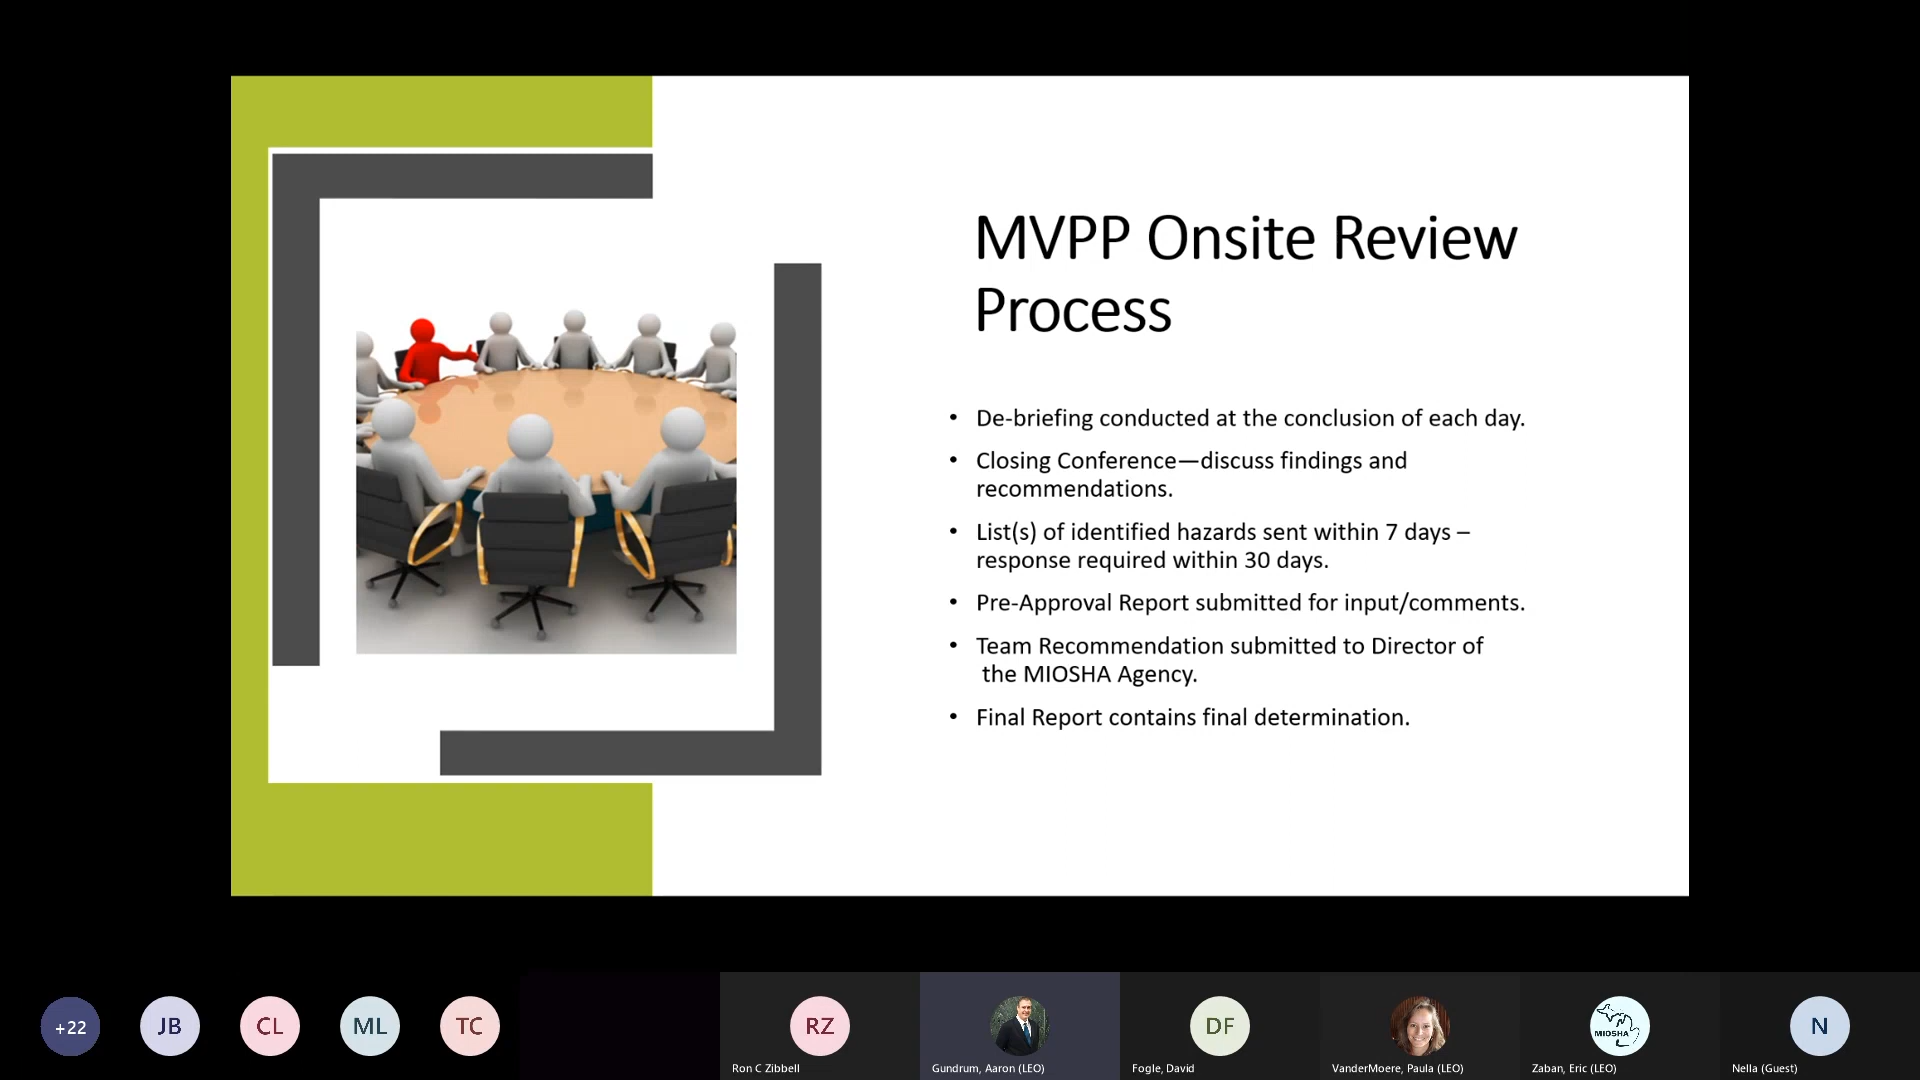 MVPP Onsite Review
Process
• De-briefing conducted at the conclusion of each day.
• Closing Conference—discuss findings and
recommendations.
• List(s) of identified hazards sent within 7 days –
response required within 30 days.
• Pre-Approval Report submitted for input/comments.
• Team Recommendation submitted to Director of
the MIOSHA Agency.
• Final Report contains final determination.
+22
JB
CL
ML
TC
RZ
Ron C Zibbell
Gundrum, Aaron (LEO)
DF
Fogle, David
VanderMoere, Paula (LEO)
MIOSHA
Zaban, Eric (LEO)
N
Nella (Guest)